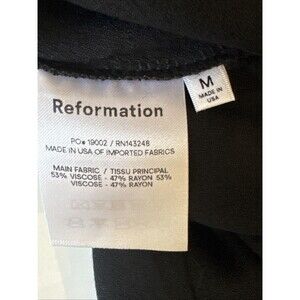 Reformation
PO# 19002 / RN143248
MADE IN USA OF IMPORTED FABRICS
MAIN FABRIC / TISSU PRINCIPAL
53% VISCOSE - 47% RAYON 53%
VISCOSE - 47% RAYON
M
MADE IN
USA